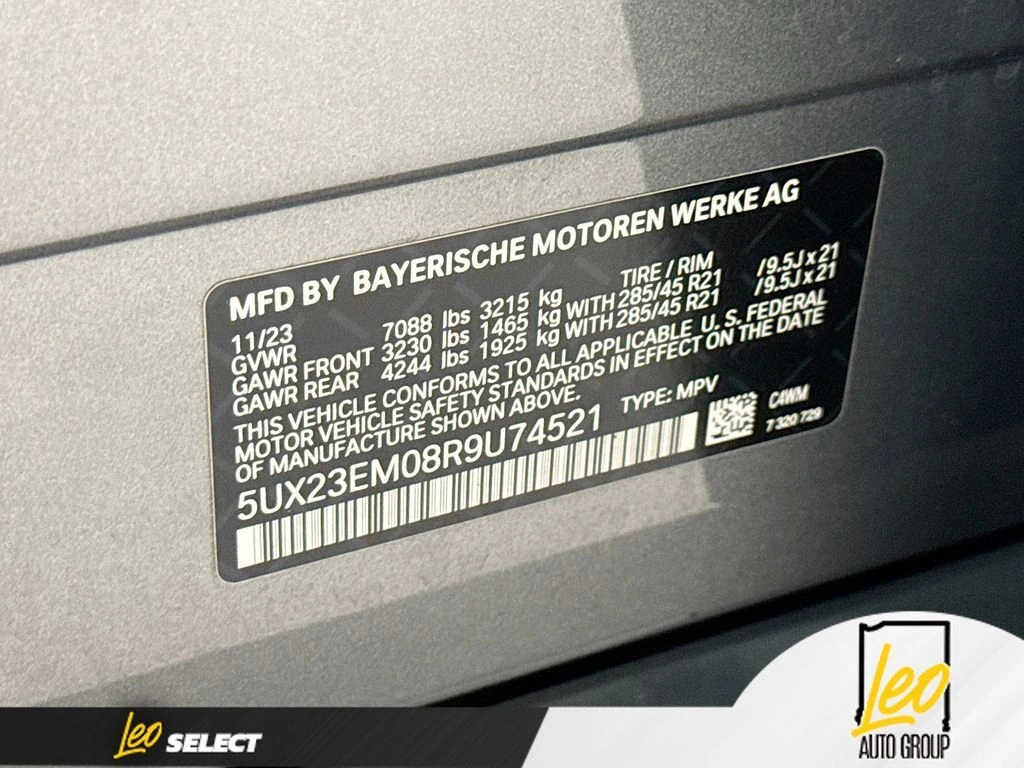 MFD BY BAYERISCHE MOTOREN WERKE AG
11/23 TIRE / RIM
GVWR 7088 lbs 3215 kg
GAWR FRONT 3230 lbs 1465 kg WITH 285/45 R21 /9.5J x 21
GAWR REAR 4244 lbs 1925 kg WITH 285/45 R21 /9.5J x 21
THIS VEHICLE CONFORMS TO ALL APPLICABLE U. S. FEDERAL
MOTOR VEHICLE SAFETY STANDARDS IN EFFECT ON THE DATE
OF MANUFACTURE SHOWN ABOVE.
5UX23EM08R9U74521 TYPE: MPV
C4WM
7 320 729
Leo SELECT
Leo
AUTO GROUP